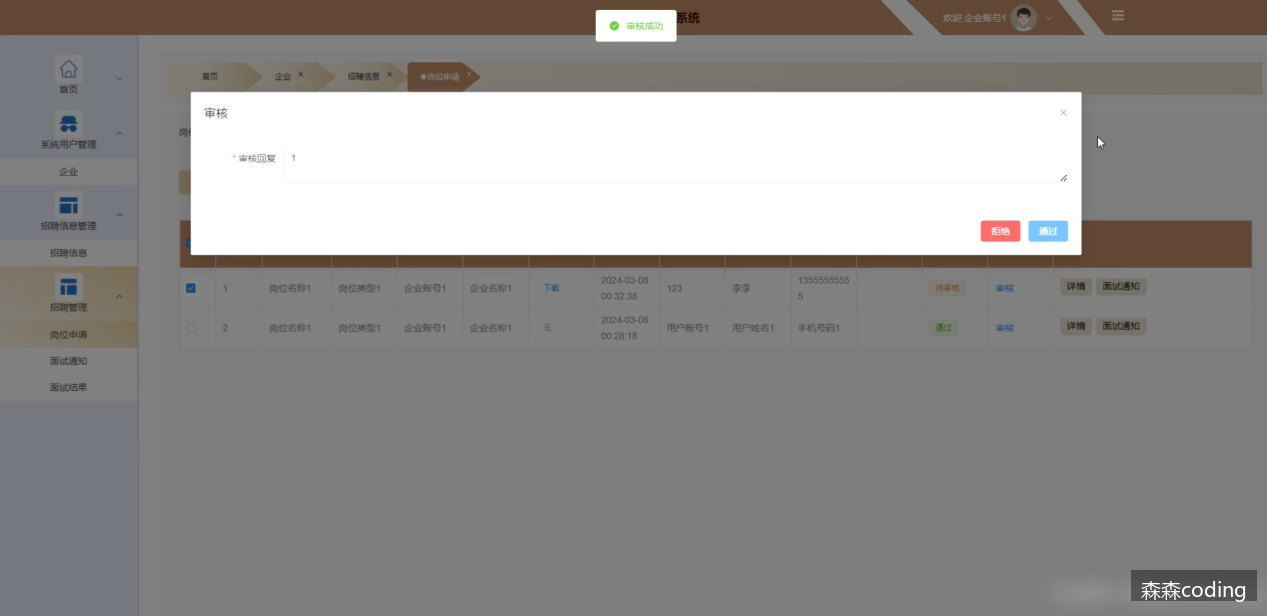 审核成功
系统
欢迎 企业账号1
首页
系统用户管理
企业
招聘信息管理
招聘信息
招聘管理
岗位申请
面试通知
面试结果
首页 企业 招聘信息 岗位申请
审核
* 审核回复 1
拒绝 通过
1 岗位名称1 岗位类型1 企业账号1 企业名称1 下载 2024-03-08 00:32:38 123 李李 13555555555 待审核 审核 详情 面试通知
2 岗位名称1 岗位类型1 企业账号1 企业名称1 无 2024-03-08 00:28:18 用户账号1 用户姓名1 手机号码1 通过 审核 详情 面试通知
森森coding